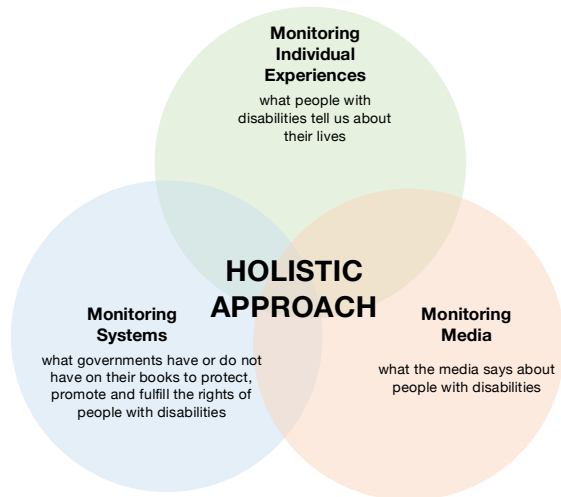 Monitoring
Individual
Experiences
what people with
disabilities tell us about
their lives
HOLISTIC
APPROACH
Monitoring
Systems
what governments have or do not
have on their books to protect,
promote and fulfill the rights of
people with disabilities
Monitoring
Media
what the media says about
people with disabilities